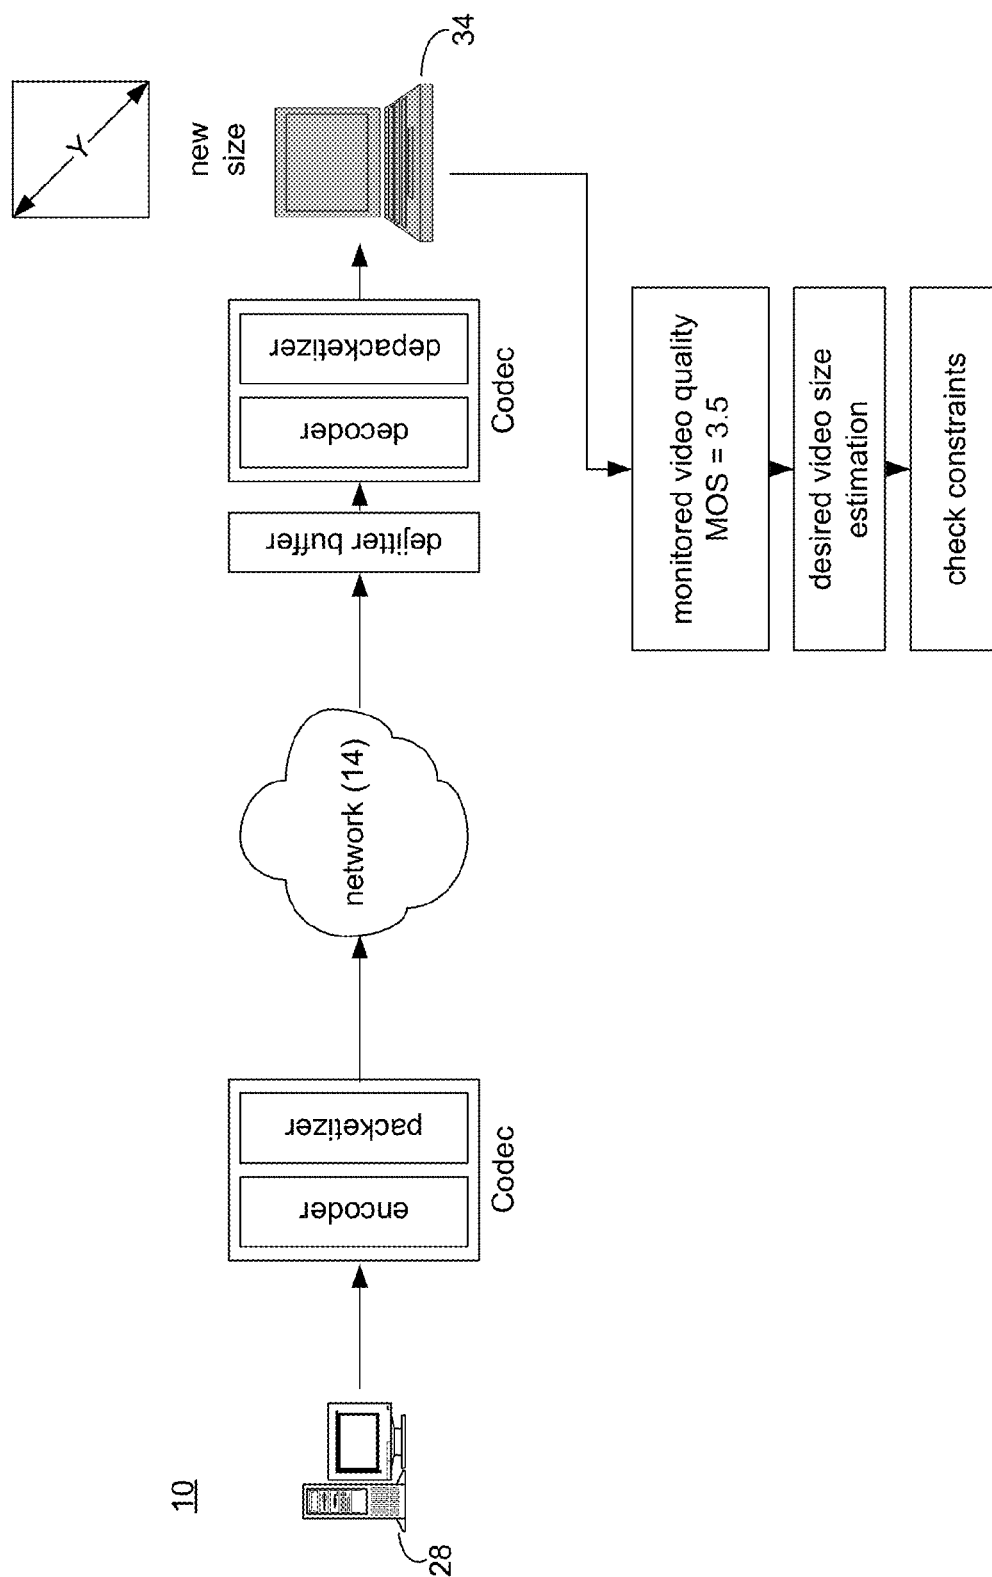 10
28
encoder
packetizer
Codec
network (14)
dejitter buffer
decoder
depacketizer
Codec
new
size
Y
34
monitored video quality
MOS = 3.5
desired video size
estimation
check constraints